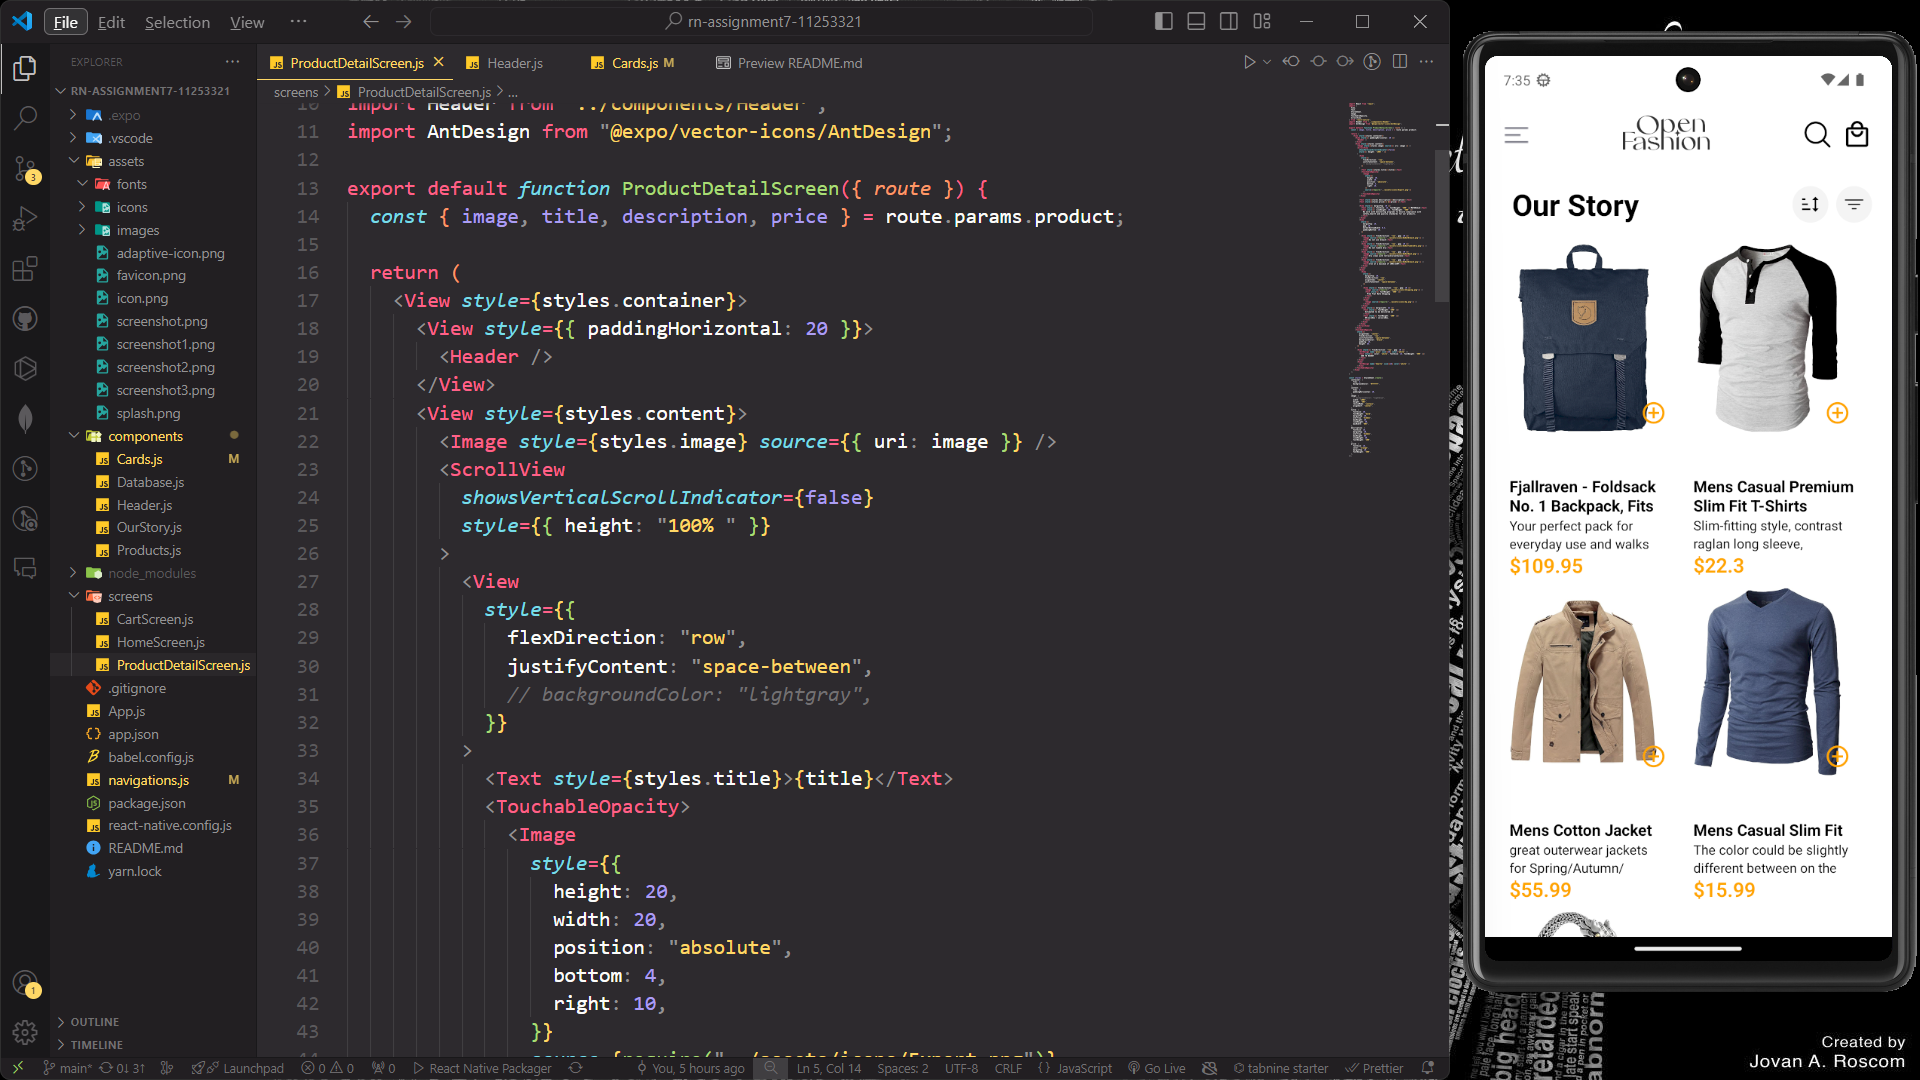 File Edit Selection View ··· rn-assignment7-11253321
EXPLORER
RN-ASSIGNMENT7-11253321
.expo
.vscode
assets
fonts
icons
images
adaptive-icon.png
favicon.png
icon.png
screenshot.png
screenshot1.png
screenshot2.png
screenshot3.png
splash.png
components
Cards.js M
Database.js
Header.js
OurStory.js
Products.js
node_modules
screens
CartScreen.js
HomeScreen.js
ProductDetailScreen.js
.gitignore
App.js
app.json
babel.config.js
navigations.js M
package.json
react-native.config.js
README.md
yarn.lock
OUTLINE
TIMELINE
3
1
ProductDetailScreen.js Header.js Cards.js M Preview README.md
screens > ProductDetailScreen.js > ...
10 import Header from "../components/Header";
11 import AntDesign from "@expo/vector-icons/AntDesign";
12
13 export default function ProductDetailScreen({ route }) {
14 const { image, title, description, price } = route.params.product;
15
16 return (
17 <View style={styles.container}>
18 <View style={{ paddingHorizontal: 20 }}>
19 <Header />
20 </View>
21 <View style={styles.content}>
22 <Image style={styles.image} source={{ uri: image }} />
23 <ScrollView
24 showsVerticalScrollIndicator={false}
25 style={{ height: "100% " }}
26 >
27 <View
28 style={{
29 flexDirection: "row",
30 justifyContent: "space-between",
31 // backgroundColor: "lightgray",
32 }}
33 >
34 <Text style={styles.title}>{title}</Text>
35 <TouchableOpacity>
36 <Image
37 style={{
38 height: 20,
39 width: 20,
40 position: "absolute",
41 bottom: 4,
42 right: 10,
43 }}
44 source={require("../assets/icons/Export.png")}
main* 0↓ 3↑ Launchpad 0 0 0 React Native Packager You, 5 hours ago Ln 5, Col 14 Spaces: 2 UTF-8 CRLF {} JavaScript Go Live tabnine starter Prettier
7:35
Open
Fashion
Our Story
Fjallraven - Foldsack
No. 1 Backpack, Fits
Your perfect pack for
everyday use and walks
$109.95
Mens Casual Premium
Slim Fit T-Shirts
Slim-fitting style, contrast
raglan long sleeve,
$22.3
Mens Cotton Jacket
great outerwear jackets
for Spring/Autumn/
$55.99
Mens Casual Slim Fit
The color could be slightly
different between on the
$15.99
big head
retarded
abnorm
Created by
Jovan A. Roscom